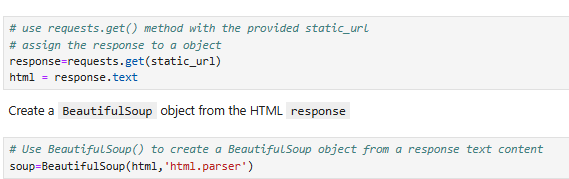 # use requests.get() method with the provided static_url
# assign the response to a object
response=requests.get(static_url)
html = response.text
Create a BeautifulSoup object from the HTML response
# Use BeautifulSoup() to create a BeautifulSoup object from a response text content
soup=BeautifulSoup(html,'html.parser')